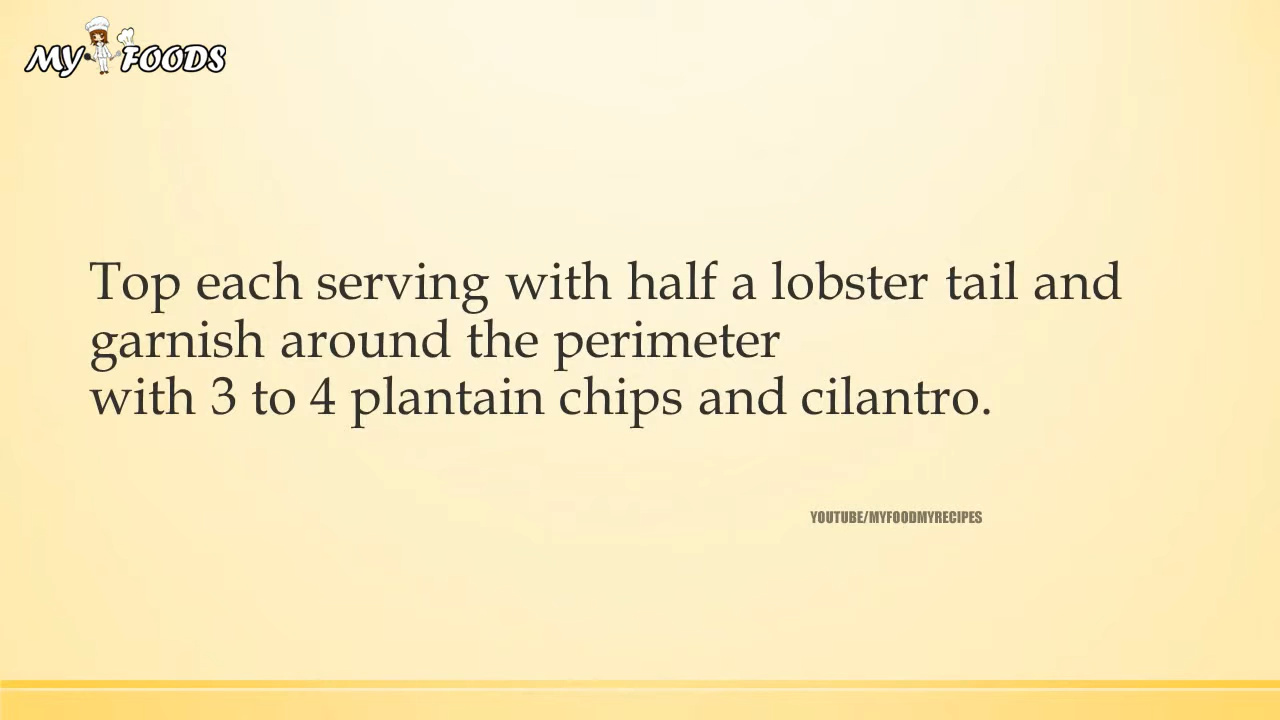 MY FOODS
Top each serving with half a lobster tail and
garnish around the perimeter
with 3 to 4 plantain chips and cilantro.
YOUTUBE/MYFOODMYRECIPES